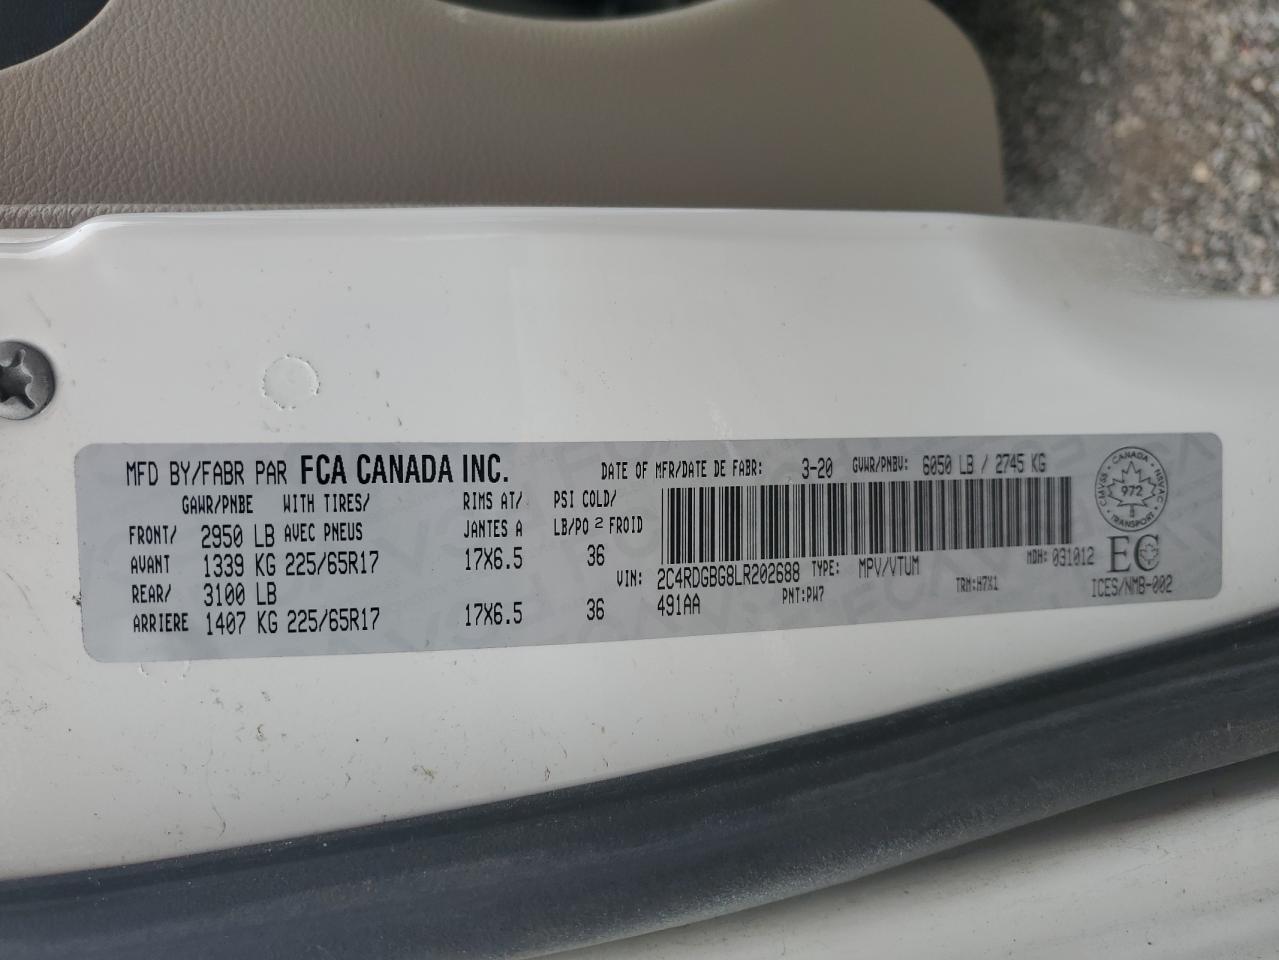 MFD BY/FABR PAR FCA CANADA INC. DATE OF MFR/DATE DE FABR: 3-20 GVWR/PNBV: 6050 LB / 2745 KG
GAWR/PNBE WITH TIRES/ RIMS AT/ PSI COLD/
FRONT/ 2950 LB AVEC PNEUS JANTES A LB/PO 2 FROID
AVANT 1339 KG 225/65R17 17X6.5 36
VIN: 2C4RDGBG8LR202688 TYPE: MPV/VTUM MDH: 031012
REAR/ 3100 LB
491AA PNT:PW7 TRM:H7X1
ARRIERE 1407 KG 225/65R17 17X6.5 36
CANADA
CMVSS NSVAC
972
TRANSPORT
EC
ICES/NMB-002